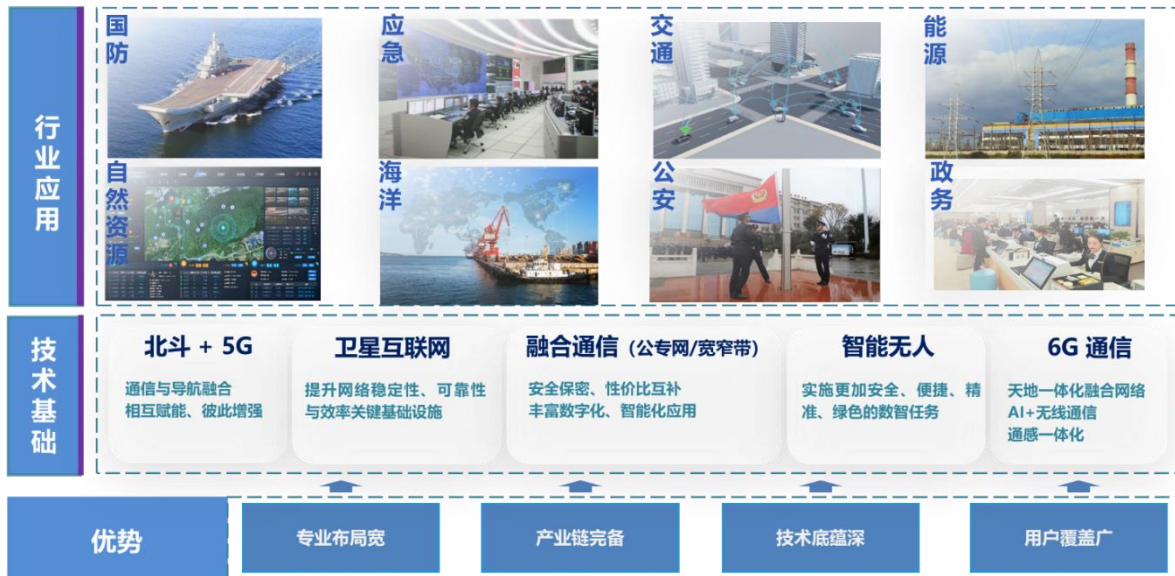 行业应用
国防
应急
交通
能源
自然资源
海洋
公安
政务
技术基础
北斗 + 5G
通信与导航融合
相互赋能、彼此增强
卫星互联网
提升网络稳定性、可靠性
与效率关键基础设施
融合通信（公专网/宽窄带）
安全保密、性价比互补
丰富数字化、智能化应用
智能无人
实施更加安全、便捷、精
准、绿色的数智任务
6G 通信
天地一体化融合网络
AI+无线通信
通感一体化
优势
专业布局宽
产业链完备
技术底蕴深
用户覆盖广